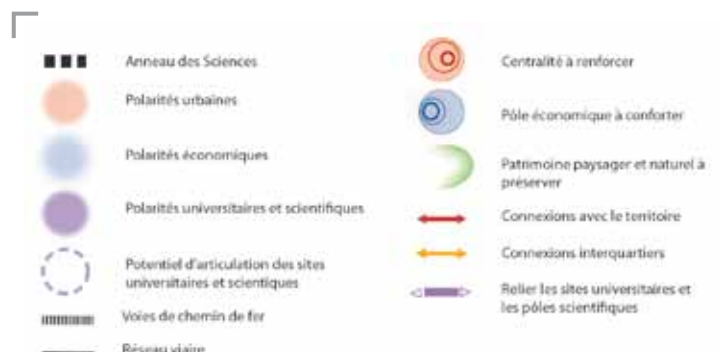 Anneau des Sciences
Polarités urbaines
Polarités économiques
Polarités universitaires et scientifiques
Potentiel d'articulation des sites
universitaires et scientiques
Voies de chemin de fer
Réseau viaire
Centralité à renforcer
Pôle économique à conforter
Patrimoine paysager et naturel à
préserver
Connexions avec le territoire
Connexions interquartiers
Relier les sites universitaires et
les pôles scientifiques